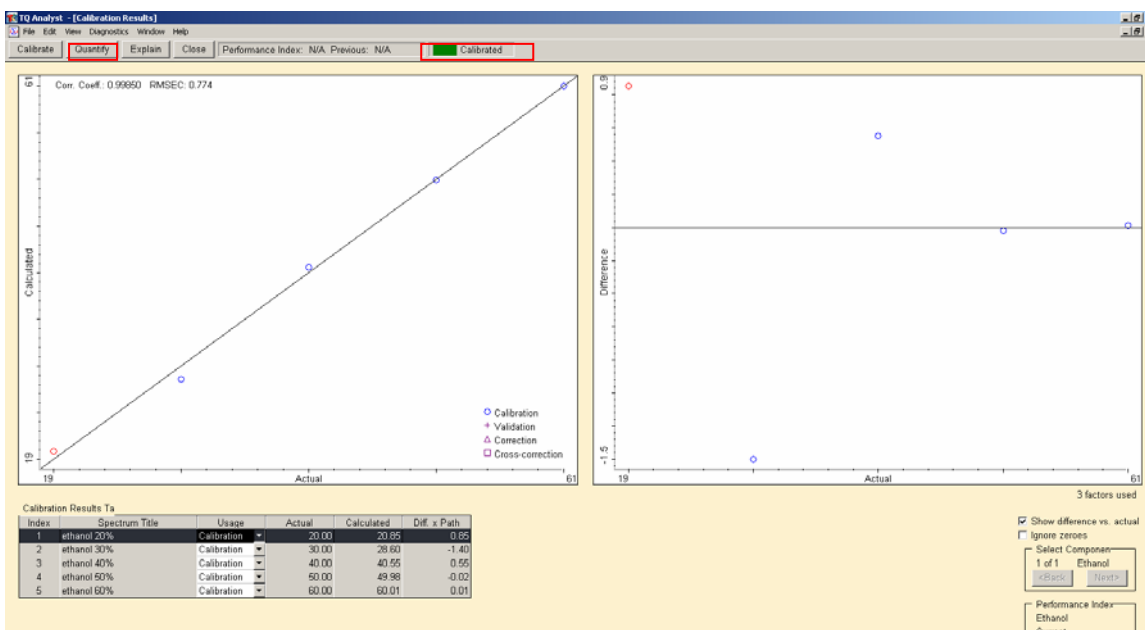 TQ Analyst - [Calibration Results]
File Edit View Diagnostics Window Help
Calibrate Quantify Explain Close Performance Index: N/A Previous: N/A Calibrated
Corr. Coeff.: 0.99850 RMSEC: 0.774
61
Calculated
19
Calibration
Validation
Correction
Cross-correction
19 Actual 61
0.9
Difference
-1.5
19 Actual 61
3 factors used
Calibration Results Ta
Index Spectrum Title Usage Actual Calculated Diff. x Path
1 ethanol 20% Calibration 20.00 20.85 0.85
2 ethanol 30% Calibration 30.00 28.60 -1.40
3 ethanol 40% Calibration 40.00 40.55 0.55
4 ethanol 50% Calibration 50.00 49.98 -0.02
5 ethanol 60% Calibration 60.00 60.01 0.01
Show difference vs. actual
Ignore zeroes
Select Componen
1 of 1 Ethanol
<Back Next>
Performance Index
Ethanol